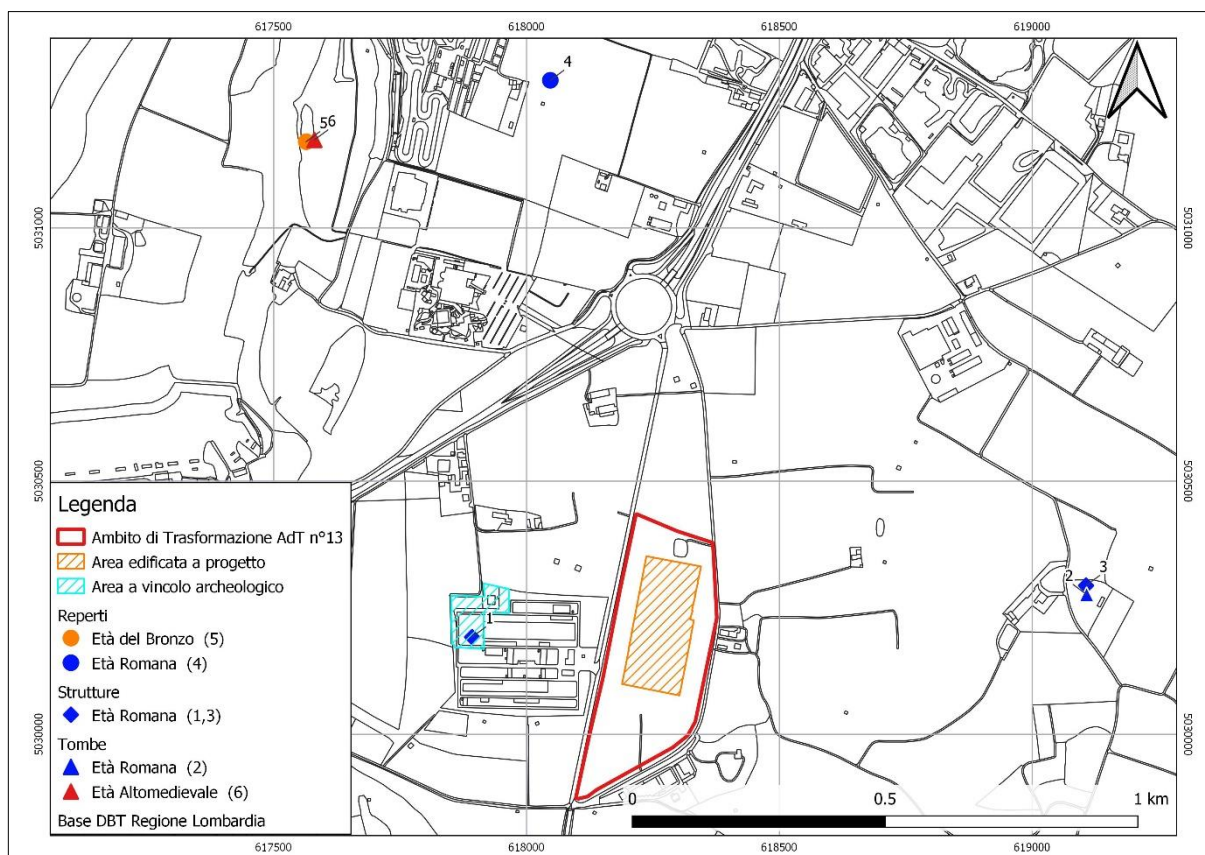 617500
618000
618500
619000
4
56
5031000
5031000
5030500
5030500
Legenda
Ambito di Trasformazione AdT n°13
Area edificata a progetto
Area a vincolo archeologico
Reperti
Età del Bronzo (5)
Età Romana (4)
Strutture
Età Romana (1,3)
Tombe
Età Romana (2)
Età Altomedievale (6)
Base DBT Regione Lombardia
1
2
3
5030000
5030000
0
0.5
1 km
617500
618000
618500
619000